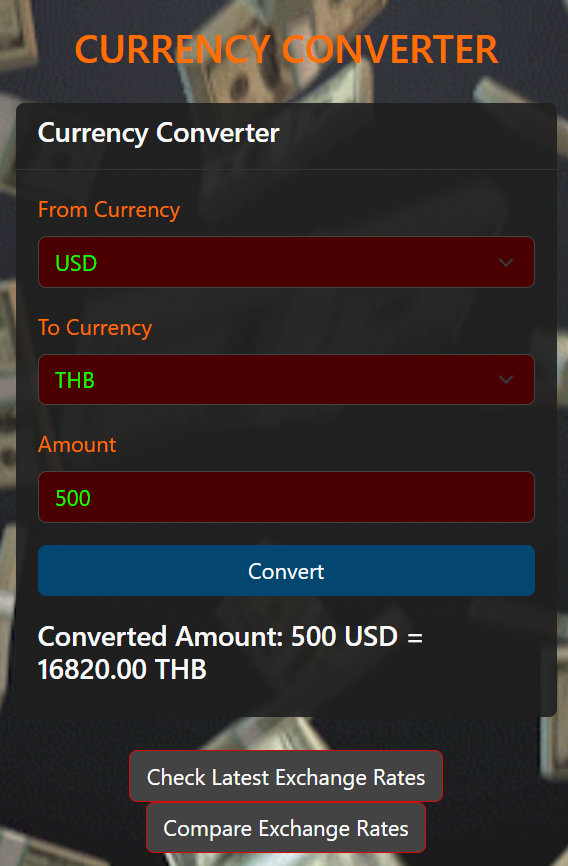 CURRENCY CONVERTER
Currency Converter
From Currency
USD
To Currency
THB
Amount
500
Convert
Converted Amount: 500 USD =
16820.00 THB
Check Latest Exchange Rates
Compare Exchange Rates